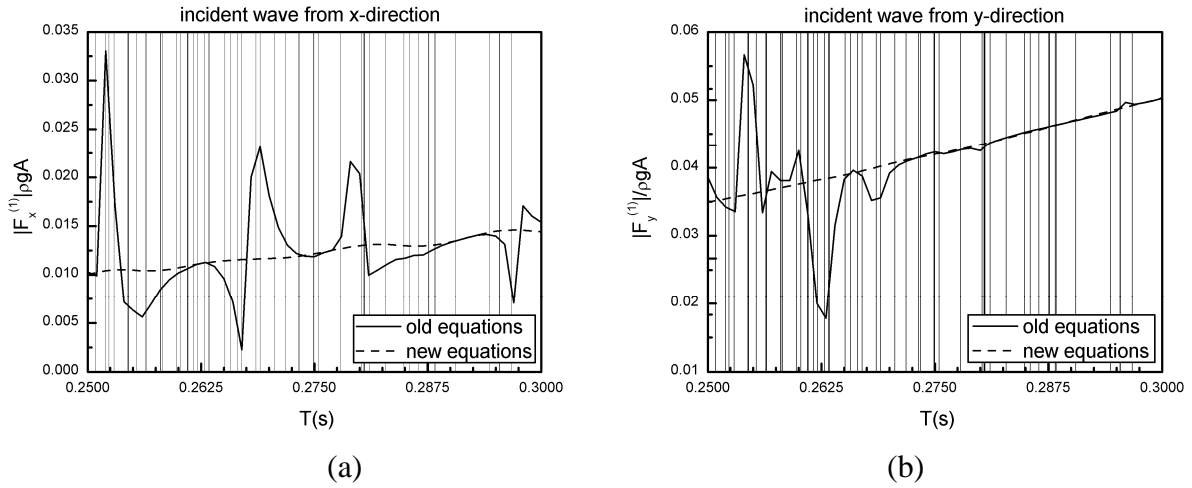 incident wave from x-direction
0.035
0.030
0.025
0.020
0.015
0.010
0.005
0.000
|F_x^(1)|ρgA
old equations
new equations
0.2500 0.2625 0.2750 0.2875 0.3000
T(s)
(a)
incident wave from y-direction
0.06
0.05
0.04
0.03
0.02
0.01
|F_y^(1)|/ρgA
old equations
new equations
0.2500 0.2625 0.2750 0.2875 0.3000
T(s)
(b)